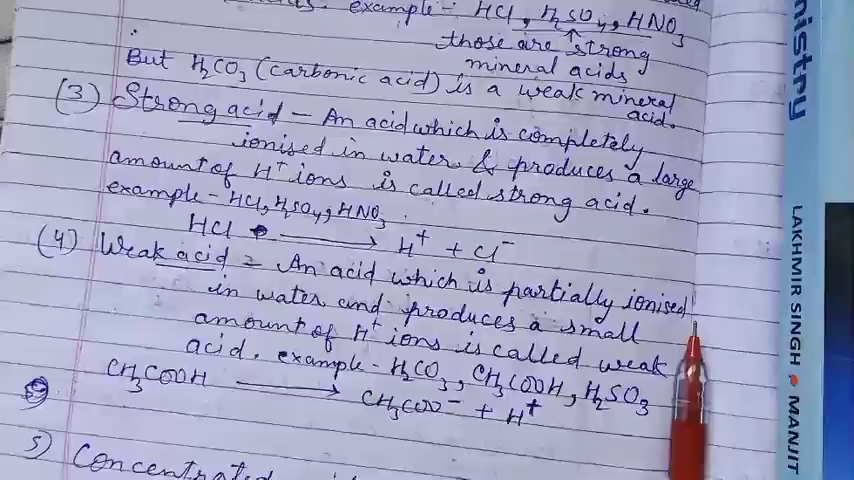 example - HCl, H₂SO₄, HNO₃
↑
those are strong
mineral acids
But H₂CO₃ (carbonic acid) is a weak mineral
acid.
(3) Strong acid - An acid which is completely
ionised in water & produces a large
amount of H⁺ ions is called strong acid.
example - HCl, H₂SO₄, HNO₃.
HCl ⟶ H⁺ + Cl⁻
(4) Weak acid = An acid which is partially ionised
in water and produces a small
amount of H⁺ ions is called weak
acid. example - H₂CO₃, CH₃COOH, H₂SO₃
CH₃COOH ⟶ CH₃COO⁻ + H⁺
5) Concentrated
nistry
LAKHMIR SINGH • MANJIT